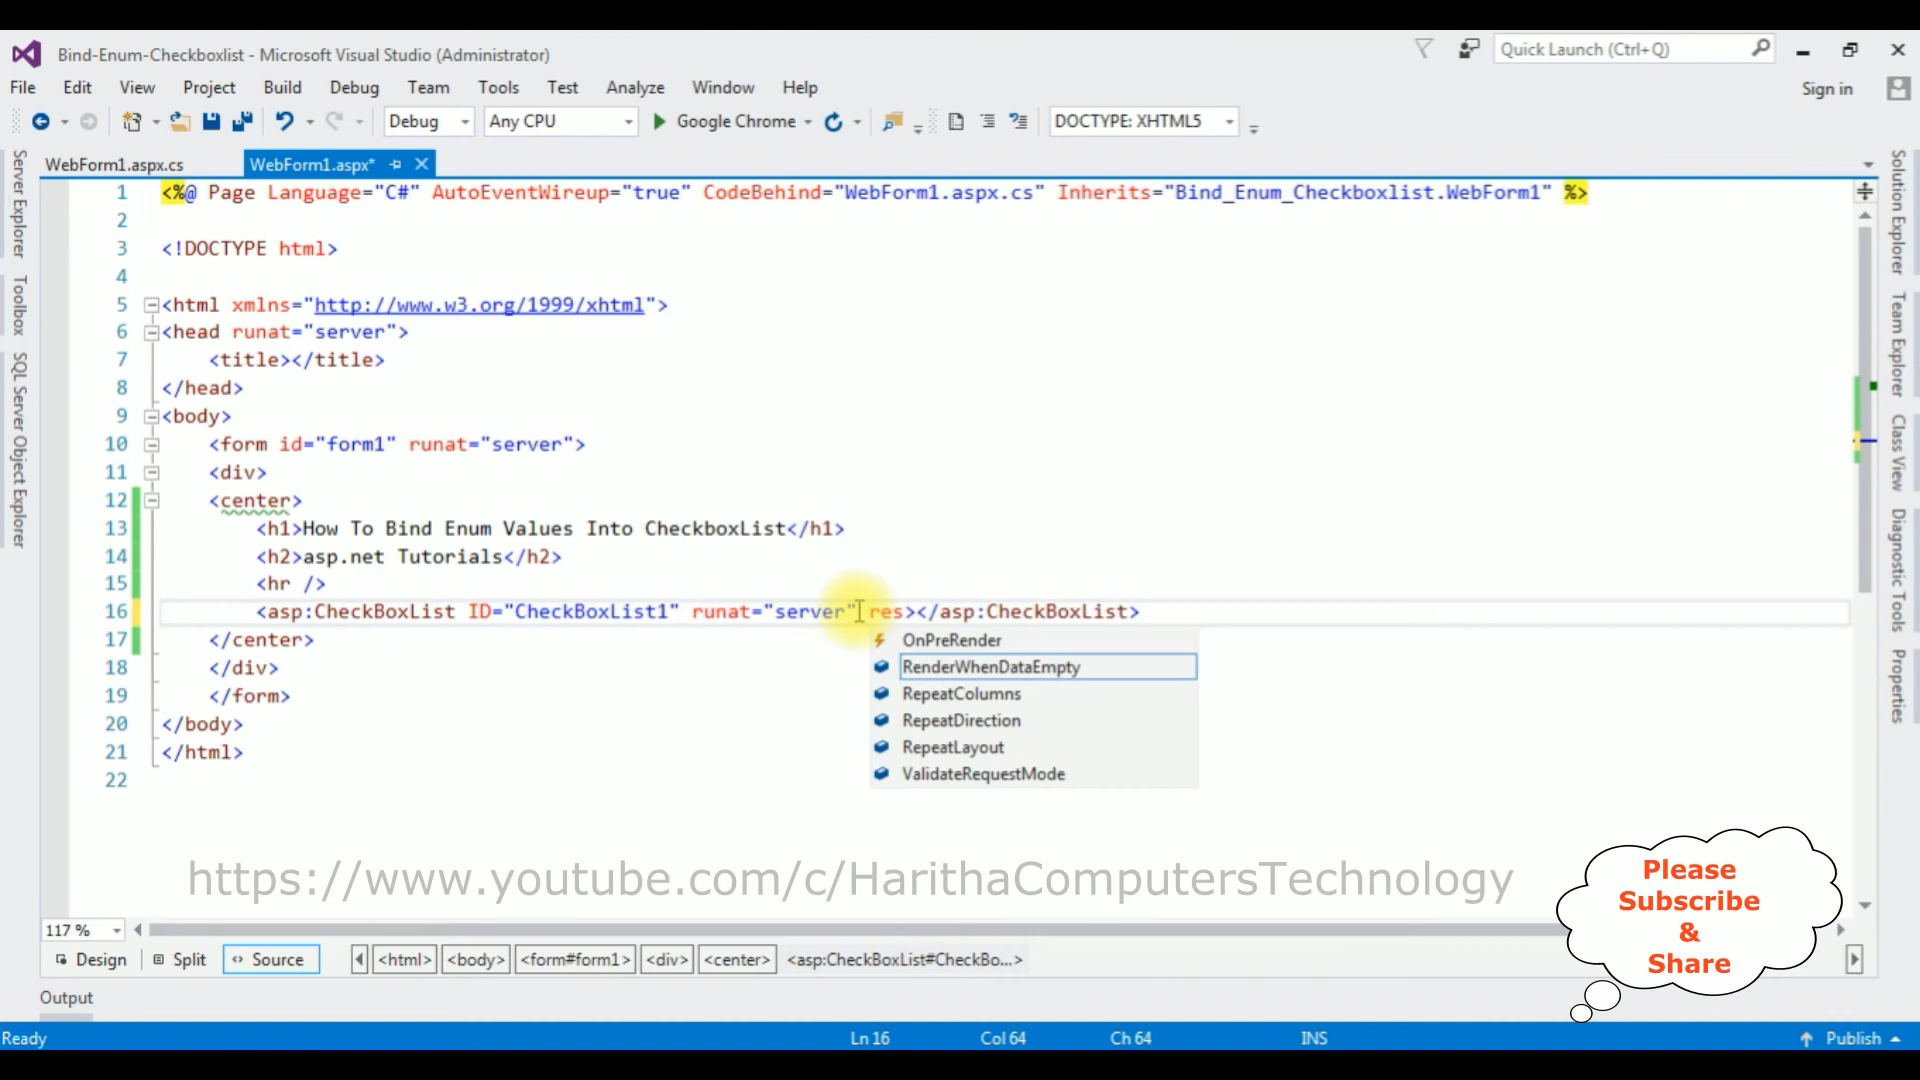 Bind-Enum-Checkboxlist - Microsoft Visual Studio (Administrator)
Quick Launch (Ctrl+Q)
File Edit View Project Build Debug Team Tools Test Analyze Window Help
Sign in
Debug Any CPU Google Chrome DOCTYPE: XHTML5
WebForm1.aspx.cs WebForm1.aspx*
Server Explorer
Toolbox
SQL Server Object Explorer
1 <%@ Page Language="C#" AutoEventWireup="true" CodeBehind="WebForm1.aspx.cs" Inherits="Bind_Enum_Checkboxlist.WebForm1" %>
2
3 <!DOCTYPE html>
4
5 <html xmlns="http://www.w3.org/1999/xhtml">
6 <head runat="server">
7 <title></title>
8 </head>
9 <body>
10 <form id="form1" runat="server">
11 <div>
12 <center>
13 <h1>How To Bind Enum Values Into CheckboxList</h1>
14 <h2>asp.net Tutorials</h2>
15 <hr />
16 <asp:CheckBoxList ID="CheckBoxList1" runat="server" res></asp:CheckBoxList>
17 </center>
18 </div>
19 </form>
20 </body>
21 </html>
22
OnPreRender
RenderWhenDataEmpty
RepeatColumns
RepeatDirection
RepeatLayout
ValidateRequestMode
Solution Explorer
Team Explorer
Class View
Diagnostic Tools
Properties
https://www.youtube.com/c/HarithaComputersTechnology
Please
Subscribe
&
Share
117 %
Design Split Source <html> <body> <form#form1> <div> <center> <asp:CheckBoxList#CheckBo...>
Output
Ready Ln 16 Col 64 Ch 64 INS Publish